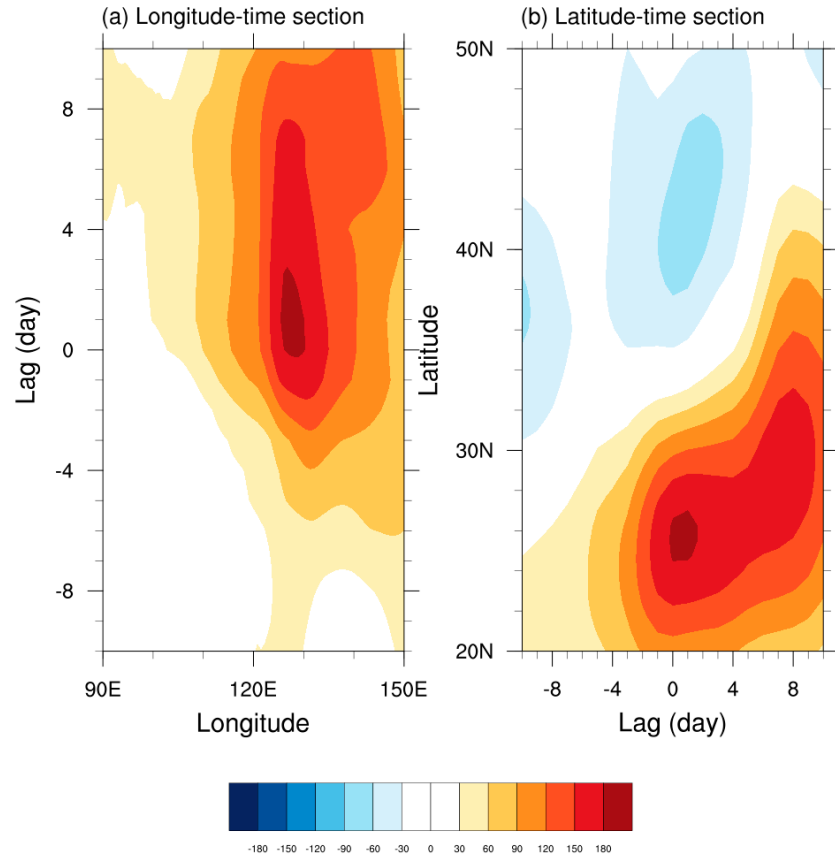 (a) Longitude-time section
(b) Latitude-time section
8
4
0
-4
-8
Lag (day)
90E
120E
150E
Longitude
50N
40N
30N
20N
Latitude
-8
-4
0
4
8
Lag (day)
-180 -150 -120 -90 -60 -30 0 30 60 90 120 150 180